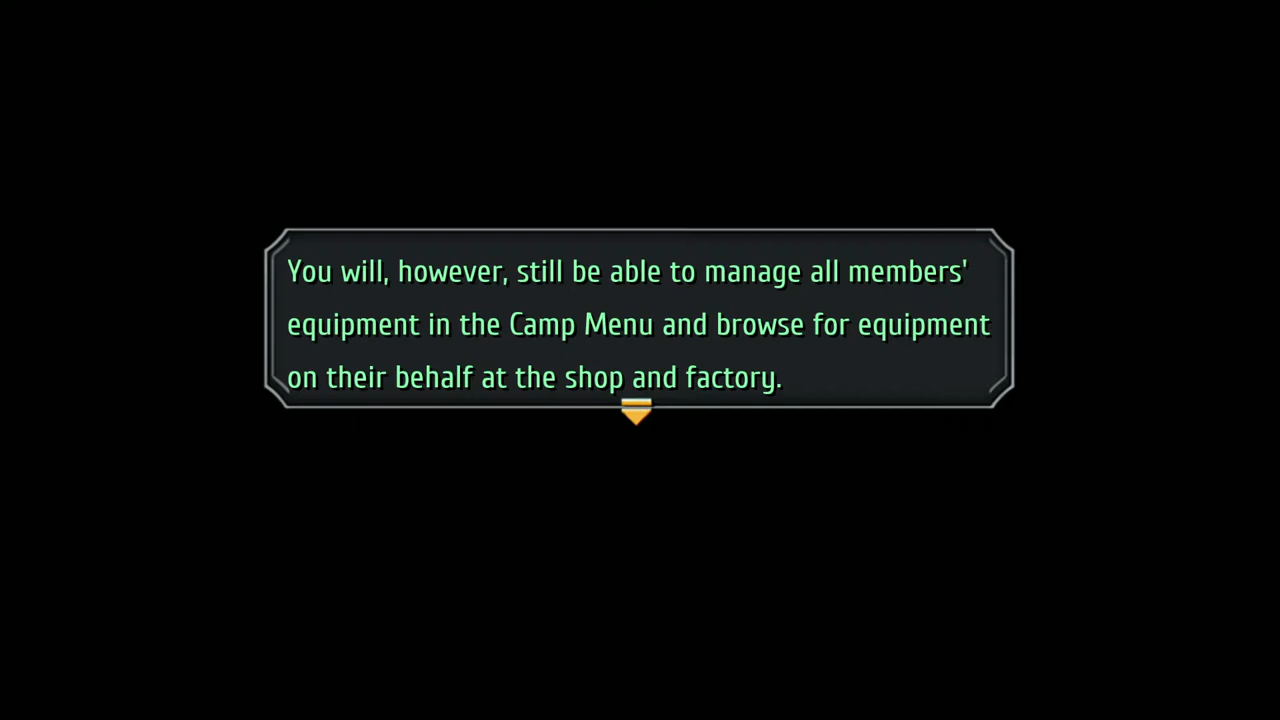 You will, however, still be able to manage all members'
equipment in the Camp Menu and browse for equipment
on their behalf at the shop and factory.